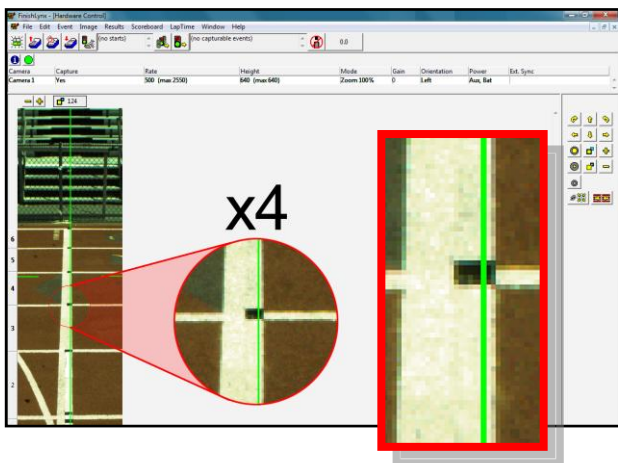 FinishLynx - [Hardware Control]
File Edit Event Image Results Scoreboard LapTime Window Help
(no starts) (no capturable events) 0.0
Camera Capture Rate Height Mode Gain Orientation Power Ext. Sync
Camera 1 Yes 500 (max:2550) 640 (max:640) Zoom:100% 0 Left Aus, Bat
124
x4
6
5
4
3
2